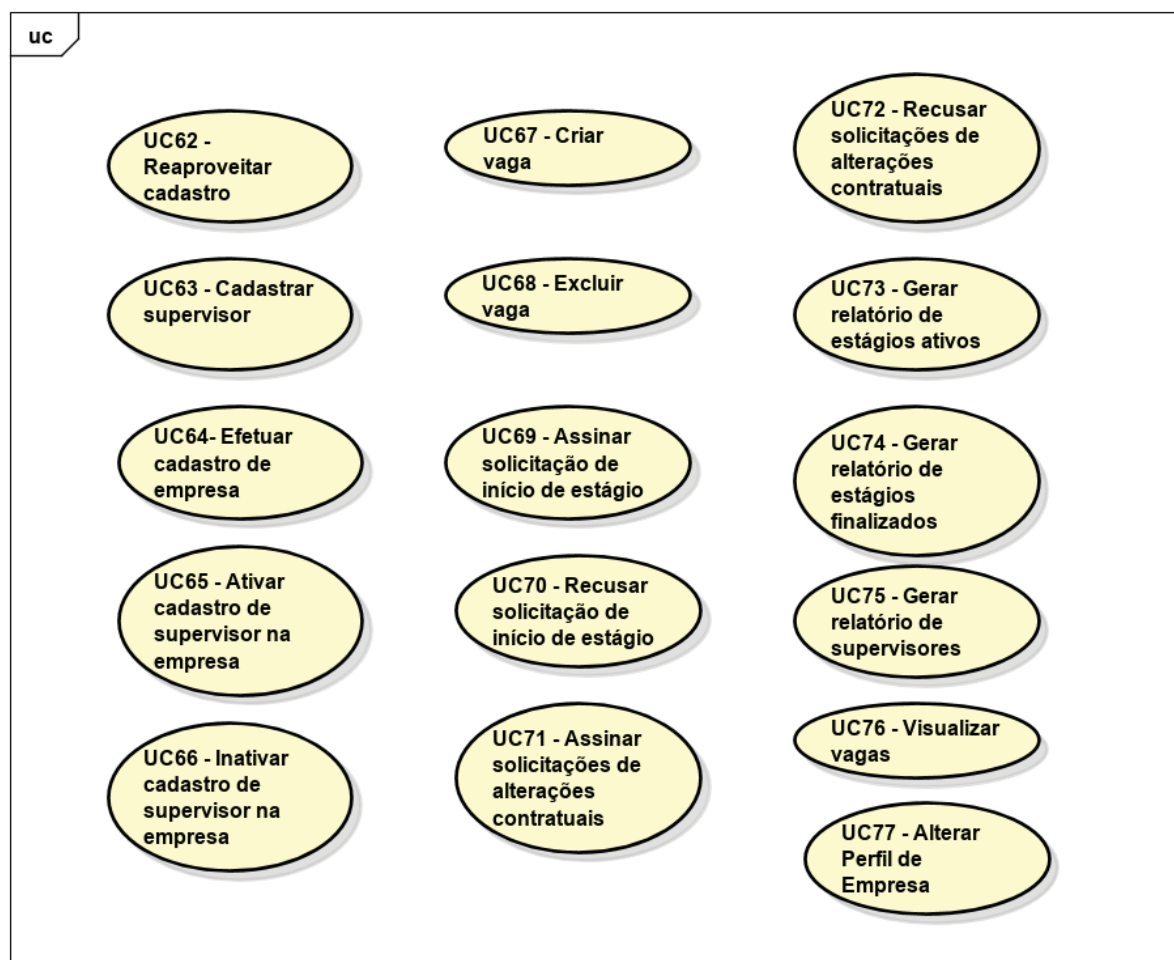 uc
UC62 -
Reaproveitar
cadastro
UC63 - Cadastrar
supervisor
UC64- Efetuar
cadastro de
empresa
UC65 - Ativar
cadastro de
supervisor na
empresa
UC66 - Inativar
cadastro de
supervisor na
empresa
UC67 - Criar
vaga
UC68 - Excluir
vaga
UC69 - Assinar
solicitação de
início de estágio
UC70 - Recusar
solicitação de
início de estágio
UC71 - Assinar
solicitações de
alterações
contratuais
UC72 - Recusar
solicitações de
alterações
contratuais
UC73 - Gerar
relatório de
estágios ativos
UC74 - Gerar
relatório de
estágios
finalizados
UC75 - Gerar
relatório de
supervisores
UC76 - Visualizar
vagas
UC77 - Alterar
Perfil de
Empresa